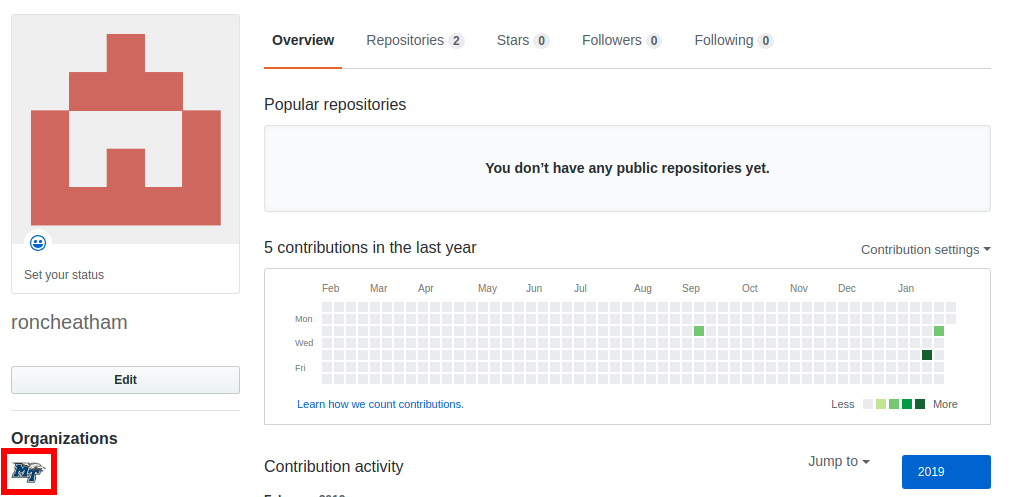 Overview Repositories 2 Stars 0 Followers 0 Following 0
Popular repositories
You don’t have any public repositories yet.
5 contributions in the last year
Contribution settings
Set your status
Feb Mar Apr May Jun Jul Aug Sep Oct Nov Dec Jan
Mon
Wed
Fri
Learn how we count contributions.
Less More
roncheatham
Edit
Organizations
MT
Contribution activity
Jump to
2019